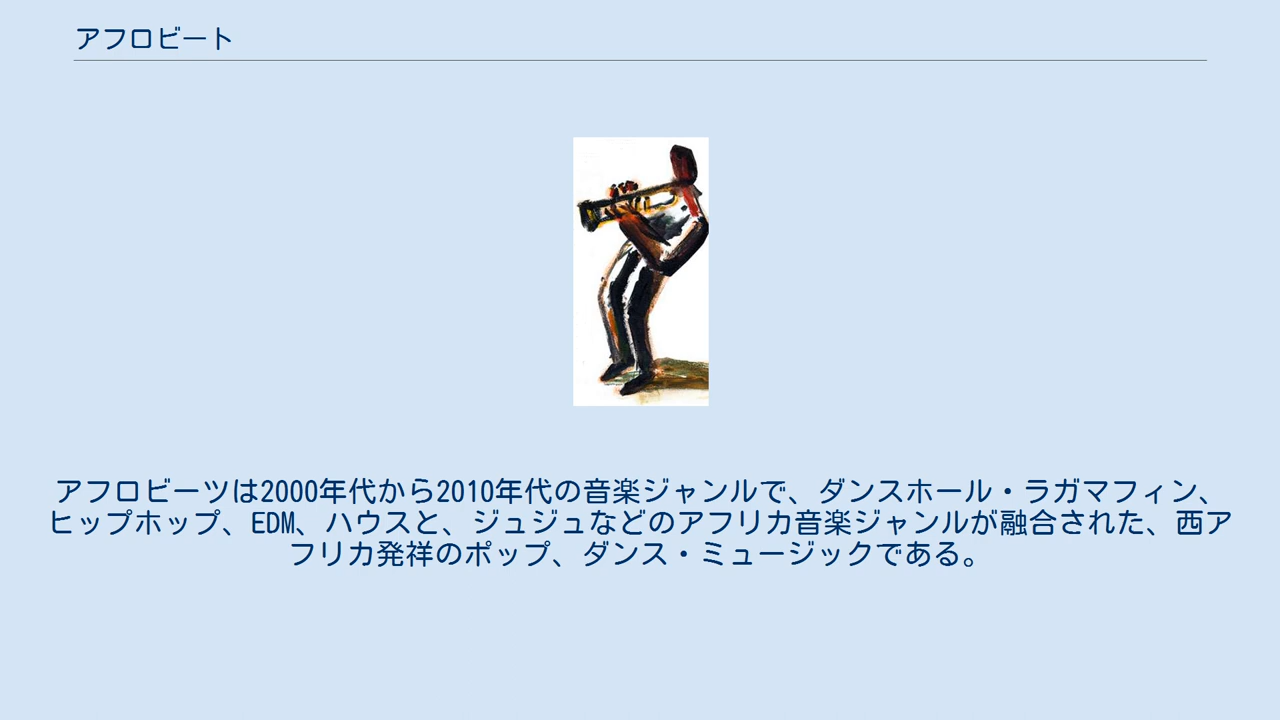 アフロビート
アフロビーツは2000年代から2010年代の音楽ジャンルで、ダンスホール・ラガマフィン、
ヒップホップ、EDM、ハウスと、ジュジュなどのアフリカ音楽ジャンルが融合された、西ア
フリカ発祥のポップ、ダンス・ミュージックである。